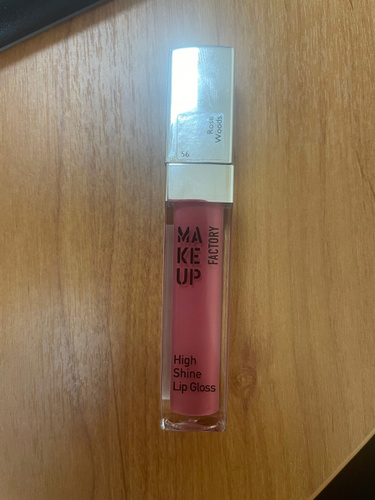 56
Rose
Woods
MA
KE
UP
FACTORY
High
Shine
Lip Gloss